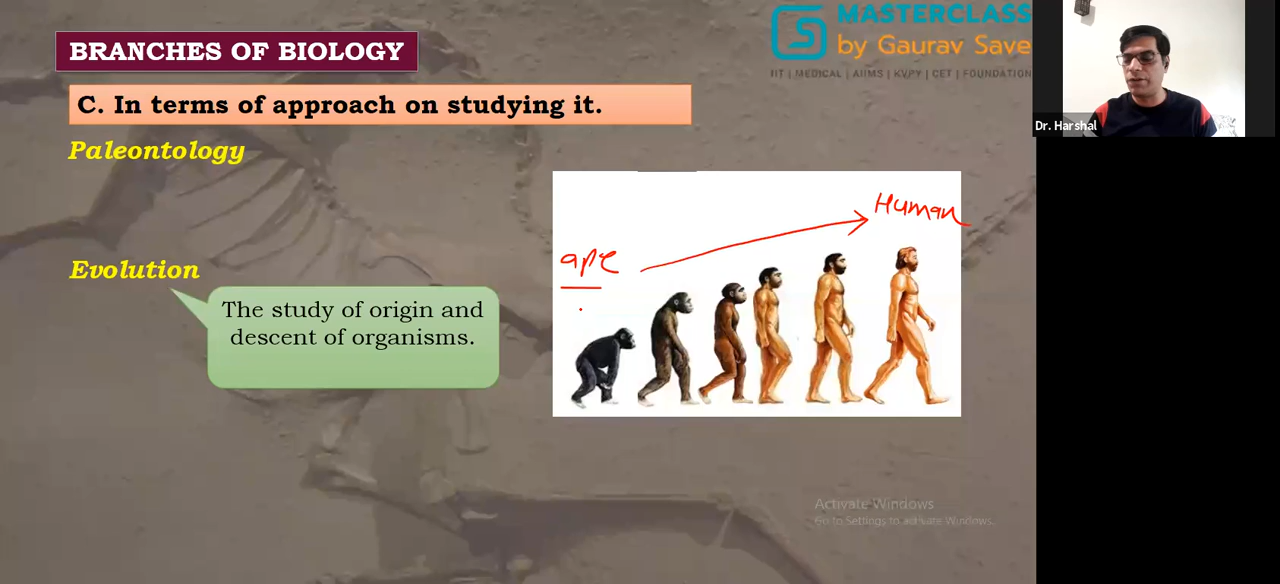 MASTERCLASS
by Gaurav Save
IIT | MEDICAL | AIIMS | KVPY | CET | FOUNDATION
BRANCHES OF BIOLOGY
C. In terms of approach on studying it.
Dr. Harshal
Paleontology
Human
ape
Evolution
The study of origin and
descent of organisms.
Activate Windows
Go to Settings to activate Windows.